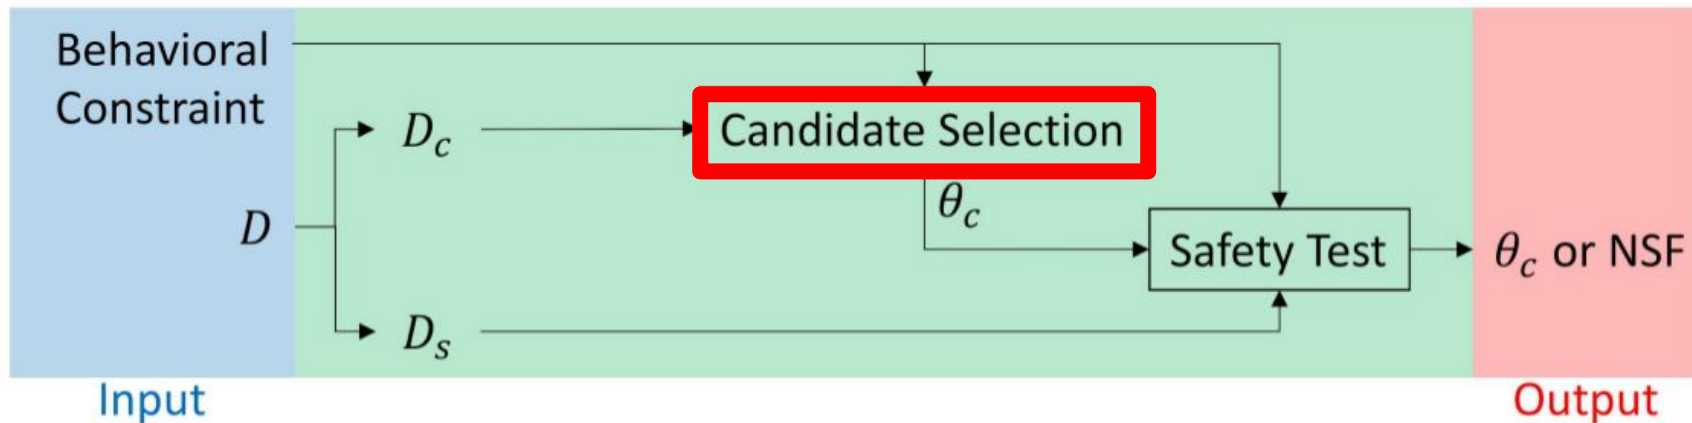 Behavioral
Constraint
D_c
Candidate Selection
θ_c
D
Safety Test
θ_c or NSF
D_s
Input
Output